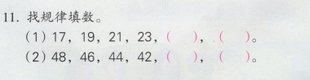 11. 找规律填数。
(1) 17，19，21，23，(　)，(　)。
(2) 48，46，44，42，(　)，(　)。